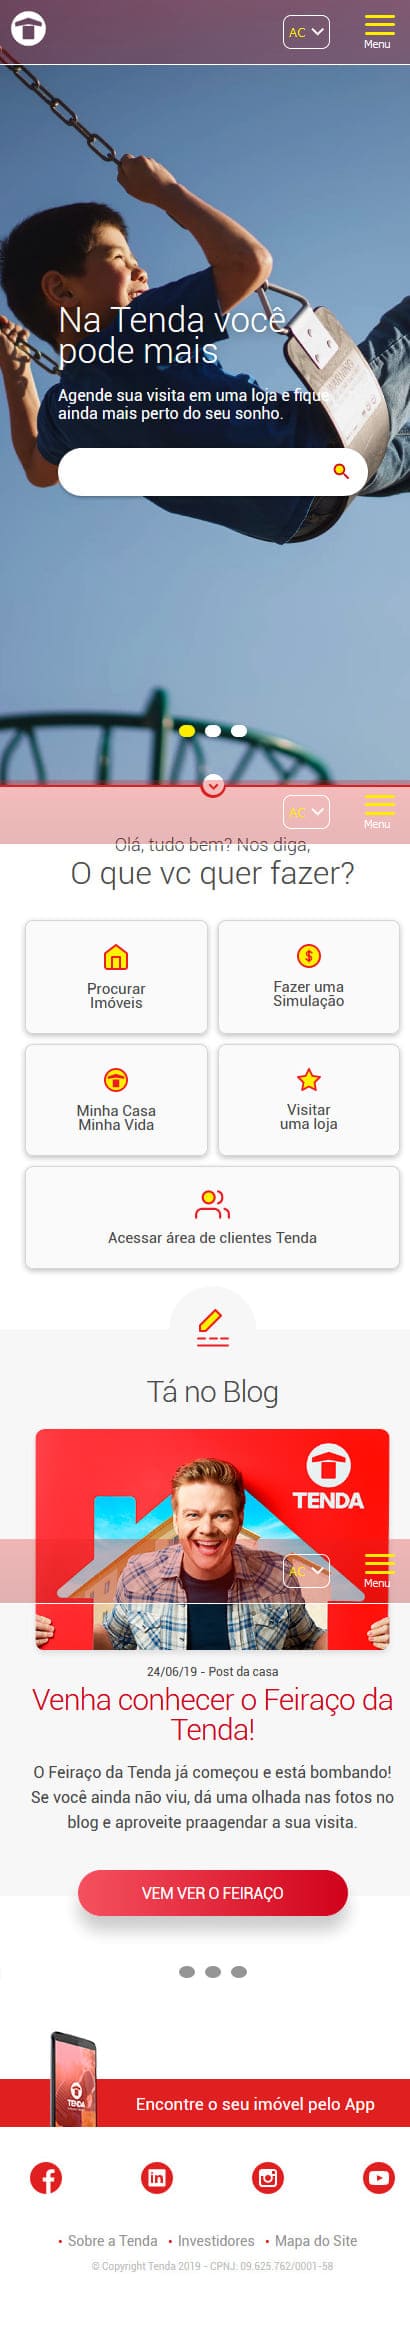 AC
Menu
WARNING
Na Tenda você
pode mais
Agende sua visita em uma loja e fique
ainda mais perto do seu sonho.
AC
Menu
Olá, tudo bem? Nos diga,
O que vc quer fazer?
Procurar
Imóveis
$
Fazer uma
Simulação
Minha Casa
Minha Vida
Visitar
uma loja
Acessar área de clientes Tenda
Tá no Blog
TENDA
AC
Menu
24/06/19 - Post da casa
Venha conhecer o Feiraço da
Tenda!
O Feiraço da Tenda já começou e está bombando!
Se você ainda não viu, dá uma olhada nas fotos no
blog e aproveite praagendar a sua visita.
VEM VER O FEIRAÇO
TENDA
Encontre o seu imóvel pelo App
f
in
• Sobre a Tenda • Investidores • Mapa do Site
© Copyright Tenda 2019 - CPNJ: 09.625.762/0001-58